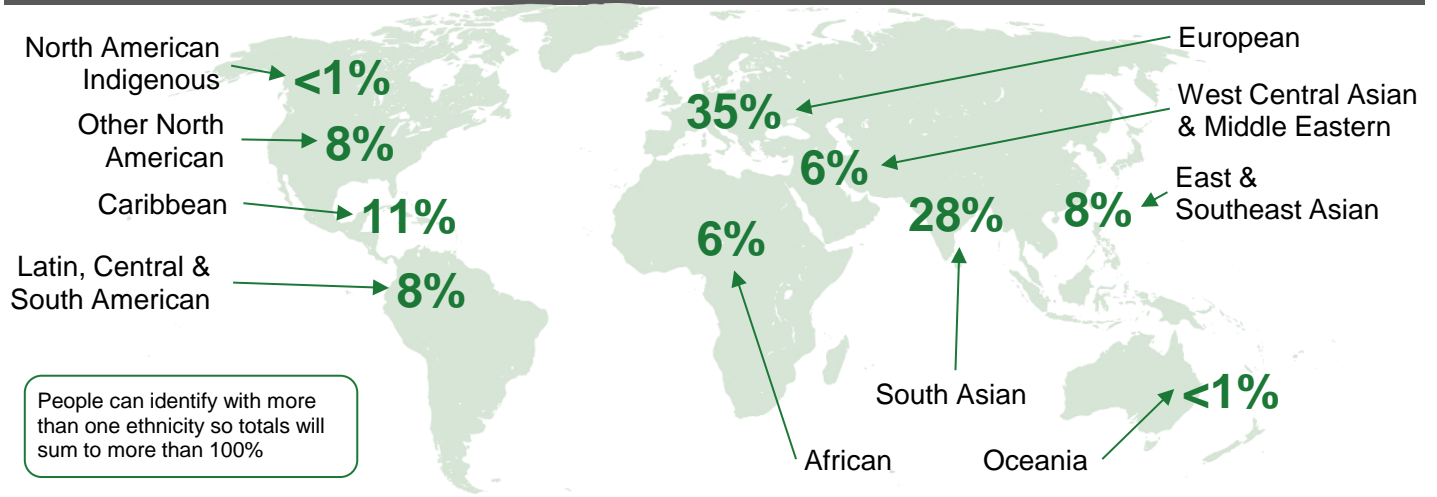 North American
Indigenous
<1%
Other North
American
8%
Caribbean
11%
Latin, Central &
South American
8%
European
35%
West Central Asian
& Middle Eastern
6%
East &
Southeast Asian
8%
28%
South Asian
6%
African
<1%
Oceania
People can identify with more
than one ethnicity so totals will
sum to more than 100%